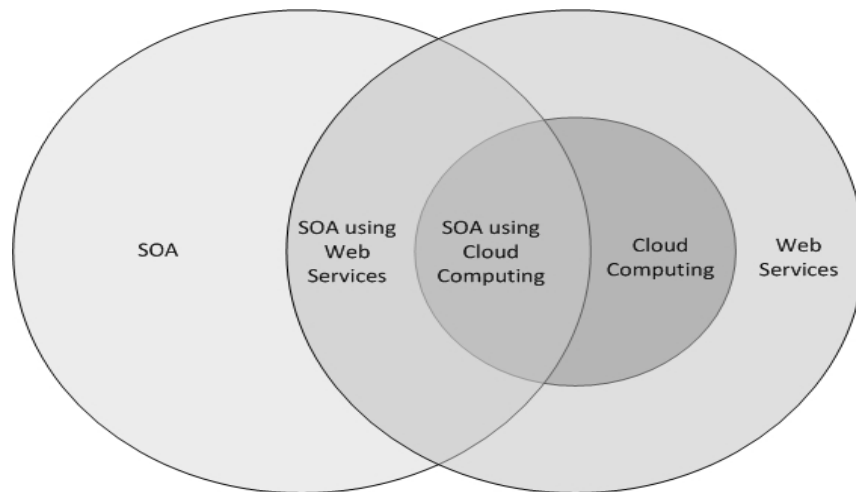 SOA
SOA using
Web
Services
SOA using
Cloud
Computing
Cloud
Computing
Web
Services